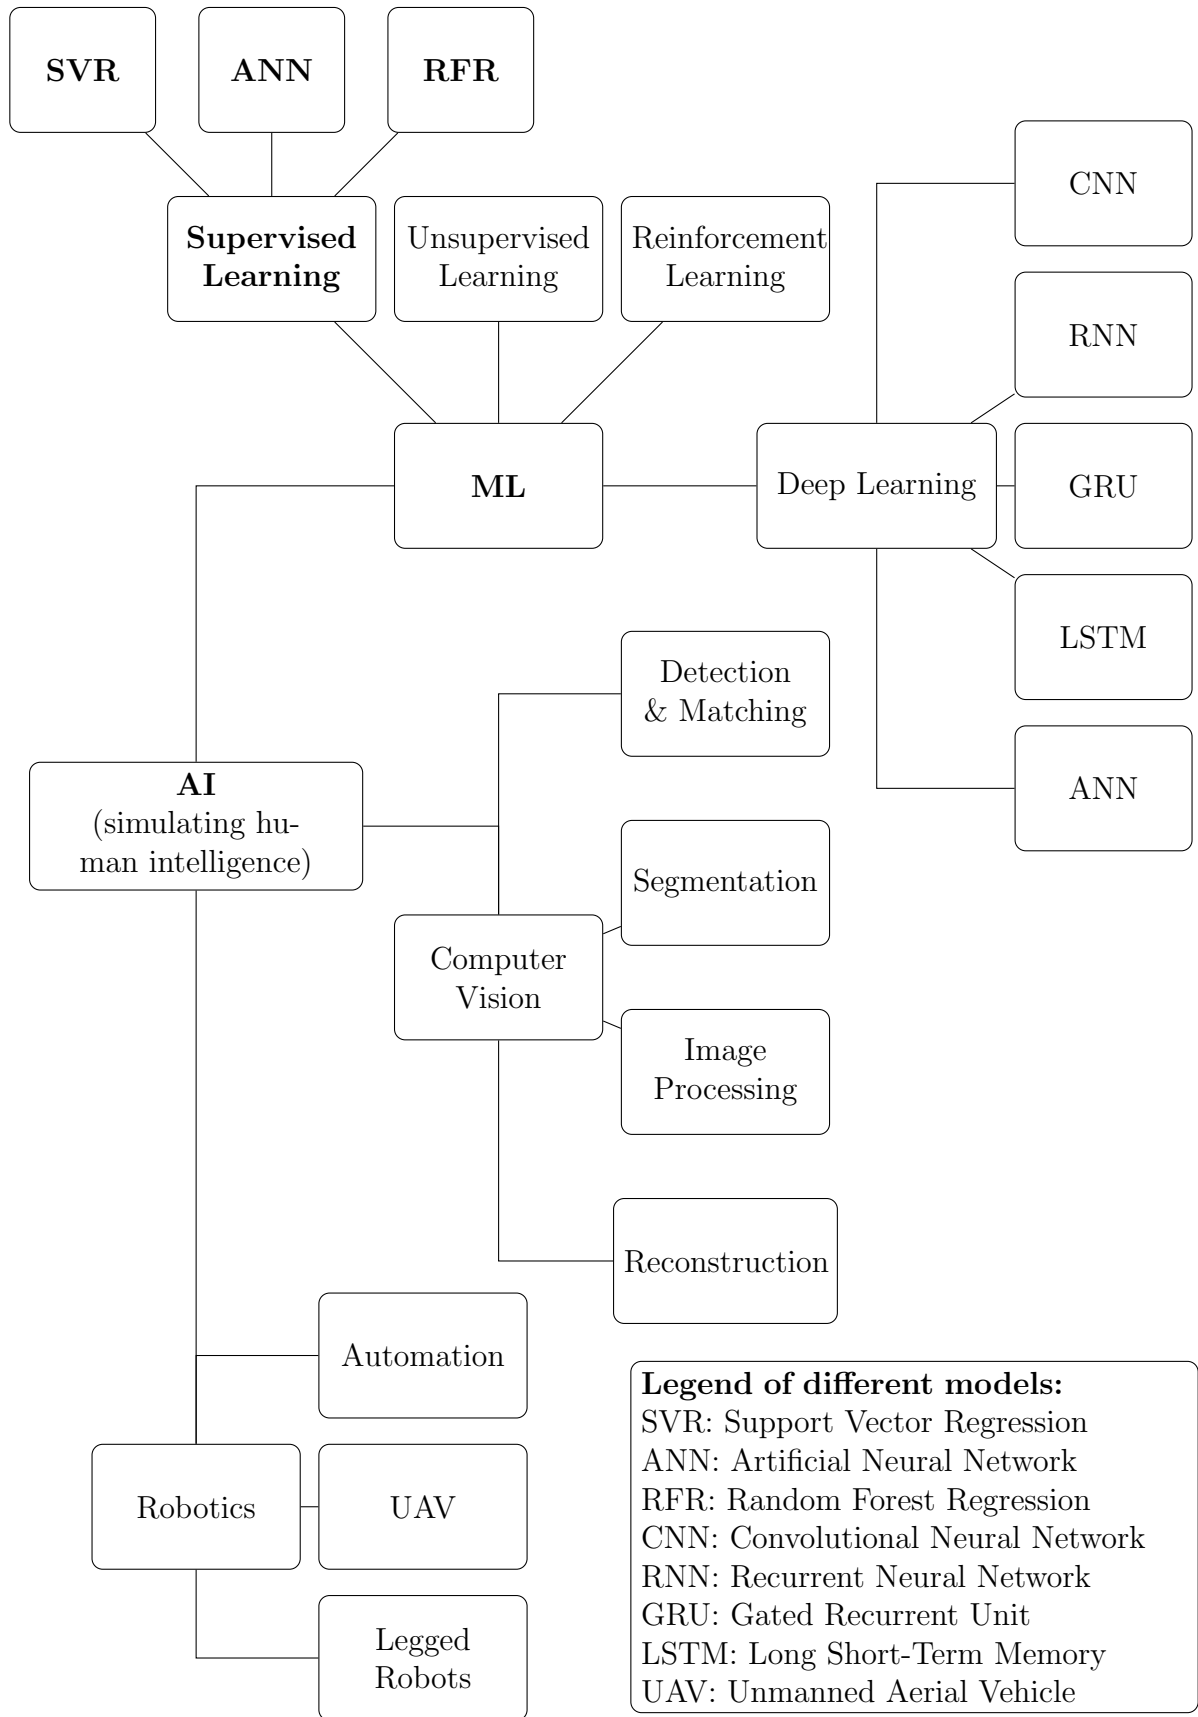 SVR
ANN
RFR
Supervised
Learning
Unsupervised
Learning
Reinforcement
Learning
CNN
RNN
ML
Deep Learning
GRU
LSTM
ANN
Detection
& Matching
AI
(simulating hu-
man intelligence)
Segmentation
Computer
Vision
Image
Processing
Reconstruction
Automation
Robotics
UAV
Legged
Robots
Legend of different models:
SVR: Support Vector Regression
ANN: Artificial Neural Network
RFR: Random Forest Regression
CNN: Convolutional Neural Network
RNN: Recurrent Neural Network
GRU: Gated Recurrent Unit
LSTM: Long Short-Term Memory
UAV: Unmanned Aerial Vehicle